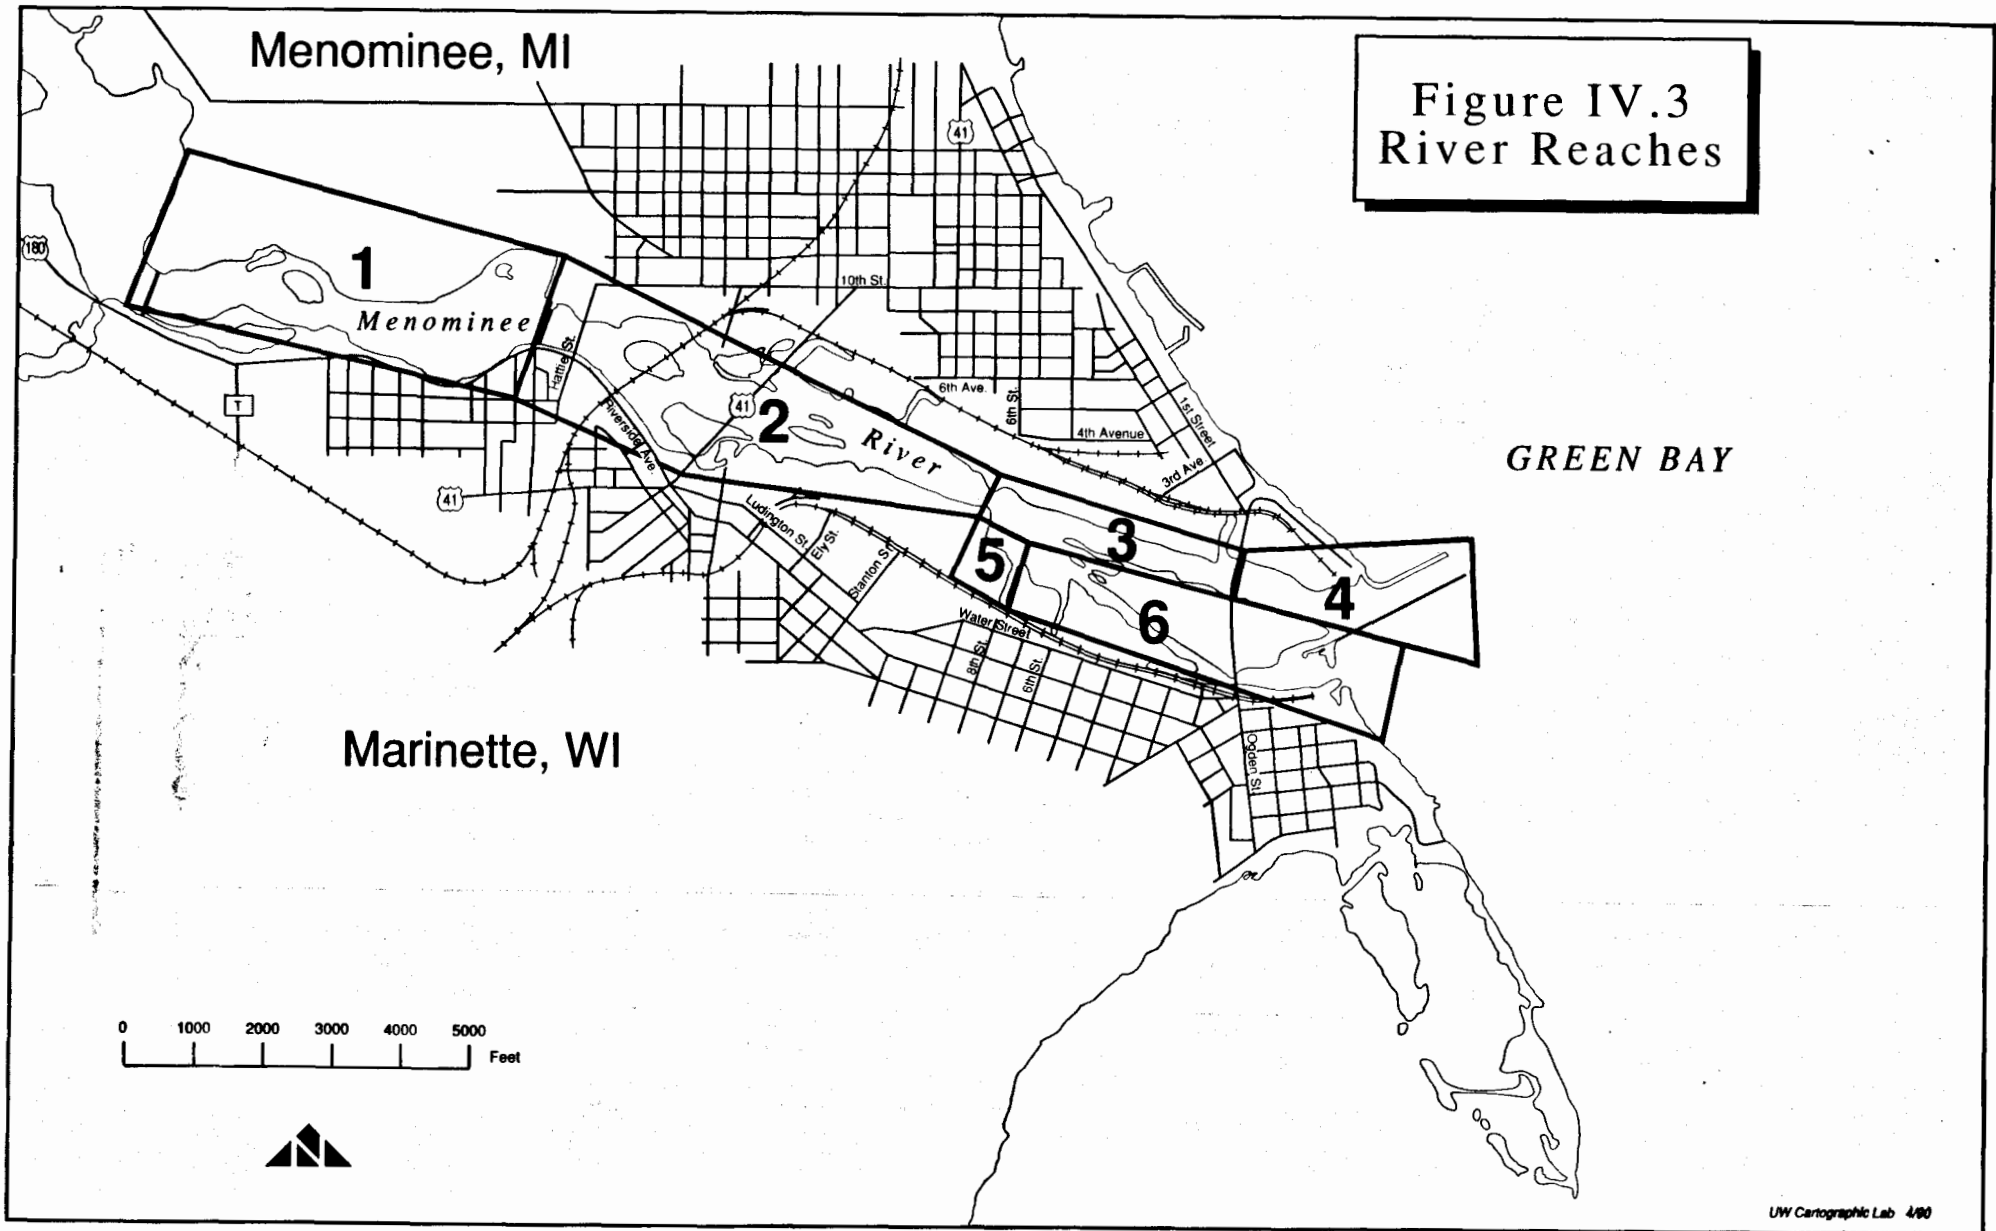 Menominee, MI
Figure IV.3
River Reaches
41
180
1
Menominee
10th St.
Hattie St.
41
2
River
6th Ave.
6th St.
4th Avenue
1st Street
3rd Ave.
GREEN BAY
T
Riverside Ave.
41
Ludington St.
Ely St.
Stanton St.
3
5
4
6
Water Street
8th St.
6th St.
Ogden St.
Marinette, WI
0 1000 2000 3000 4000 5000
Feet
N
UW Cartographic Lab 4/90